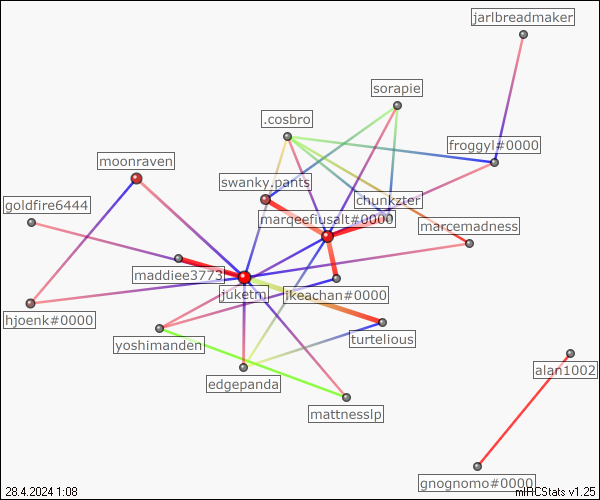 jarlbreadmaker
sorapie
.cosbro
froggyl#0000
moonraven
swanky.pants
chunkzter
goldfire6444
marqeefiusalt#0000
marcemadness
maddiee3773
juketm
ikeachan#0000
hjoenk#0000
yoshimanden
turtelious
alan1002
edgepanda
mattnesslp
gnognomo#0000
28.4.2024 1:08
mIRCStats v1.25